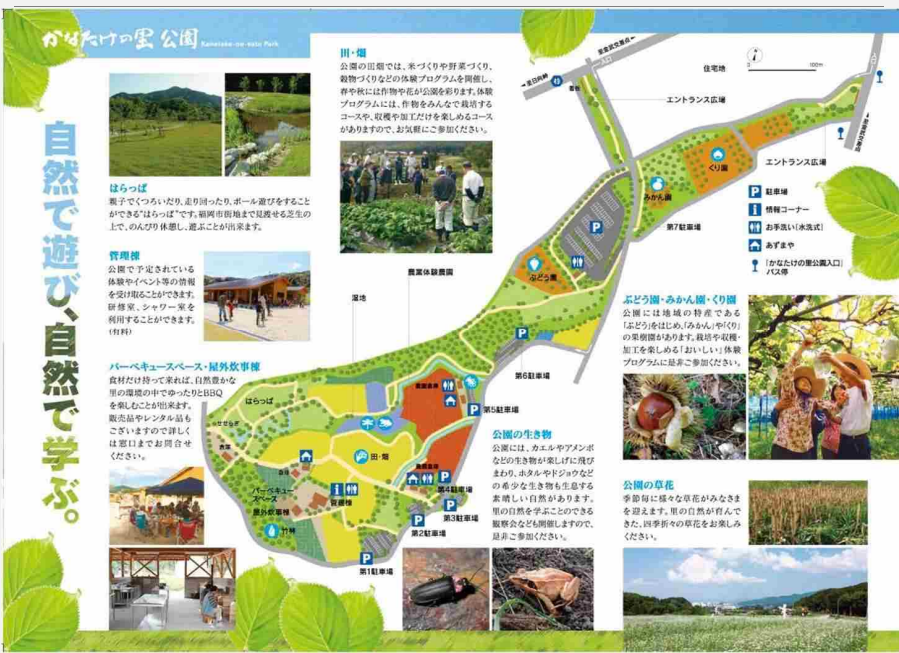 かなたけの里公園
Kanatake-no-sato Park
自然で遊び、自然で学ぶ。
はらっぱ
親子でくつろいだり、走り回ったり、ボール遊びをすること
ができる“はらっぱ”です。福岡市街地まで見渡せる芝生の
上で、のんびり休憩し、遊ぶことが出来ます。
管理棟
公園で予定されている
体験やイベント等の情報
を受け取ることができます。
研修室、シャワー室を
利用することができます。
(有料)
バーベキュースペース・屋外炊事棟
食材だけ持って来れば、自然豊かな
里の環境の中でゆったりとBBQ
を楽しむことが出来ます。
販売品やレンタル品も
ございますので詳しく
は窓口までお問合せ
ください。
田・畑
公園の田畑では、米づくりや野菜づくり、
穀物づくりなどの体験プログラムを開催し、
春や秋には作物や花が公園を彩ります。体験
プログラムには、作物をみんなで栽培する
コースや、収穫や加工だけを楽しめるコース
がありますので、お気軽にご参加ください。
農業体験農園
湿地
はらっぱ
せせらぎ
田・畑
バーベキュー
スペース
屋外炊事棟
管理棟
竹林
第1駐車場
第2駐車場
第3駐車場
第4駐車場
第5駐車場
第6駐車場
第7駐車場
ぶどう園
みかん園
くり園
エントランス広場
エントランス広場
住宅地
入口
0
100m
P 駐車場
i 情報コーナー
お手洗い(水洗式)
あずまや
「かなたけの里公園入口」
バス停
公園の生き物
公園には、カエルやアメンボ
などの生き物が楽しげに飛び
まわり、ホタルやドジョウなど
の希少な生き物も生息する
素晴しい自然があります。
里の自然を学ぶことのできる
観察会なども開催しますので、
是非ご参加ください。
ぶどう園・みかん園・くり園
公園には地域の特産である
「ぶどう」をはじめ、「みかん」や「くり」
の果樹園があります。栽培や収穫・
加工を楽しめる「おいしい」体験
プログラムに是非ご参加ください。
公園の草花
季節毎に様々な草花がみなさま
を迎えます。里の自然が育んで
きた、四季折々の草花をお楽しみ
ください。